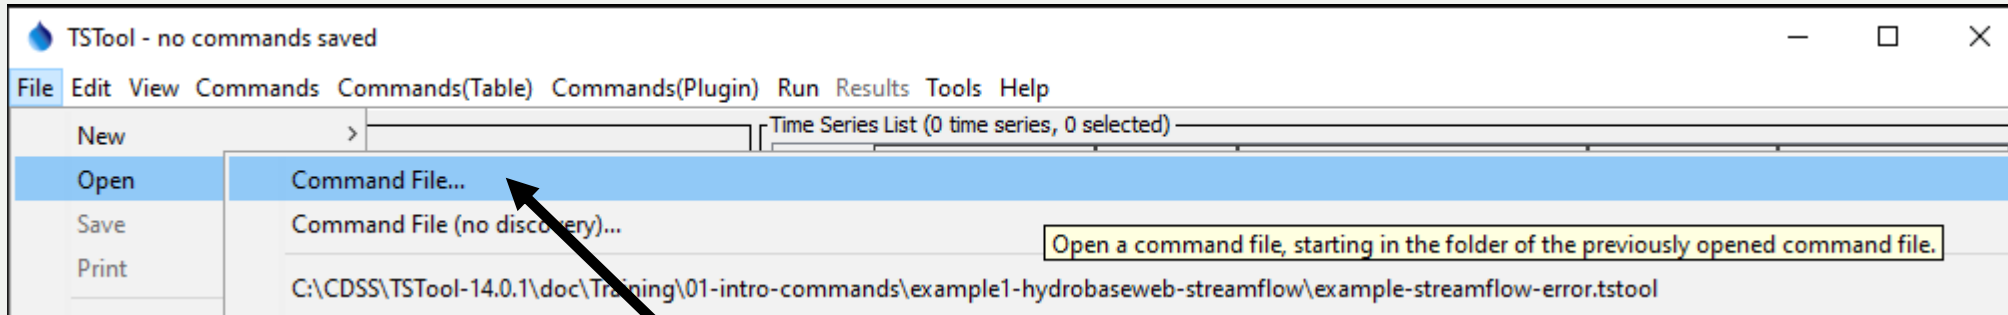 TSTool - no commands saved
File Edit View Commands Commands(Table) Commands(Plugin) Run Results Tools Help
New
Time Series List (0 time series, 0 selected)
Open
Command File...
Save
Command File (no discovery)...
Open a command file, starting in the folder of the previously opened command file.
Print
C:\CDSS\TSTool-14.0.1\doc\Training\01-intro-commands\example1-hydrobaseweb-streamflow\example-streamflow-error.tstool